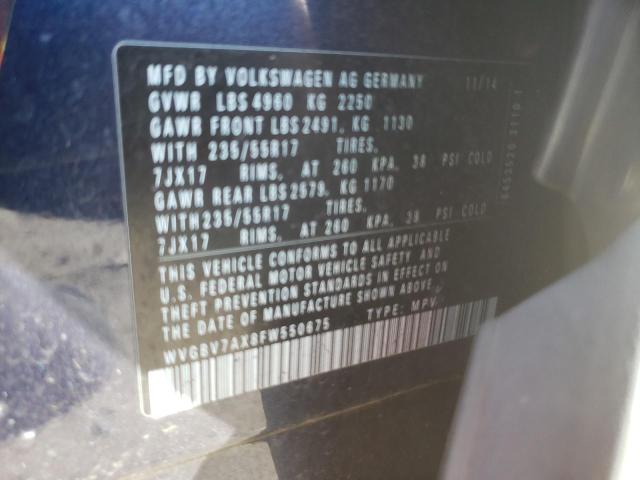 MFD BY VOLKSWAGEN AG GERMANY 11/14
GVWR LBS 4960 KG 2250
GAWR FRONT LBS 2491, KG 1130
WITH 235/55R17 TIRES,
7JX17 RIMS, AT 260 KPA, 38 PSI COLD
GAWR REAR LBS 2579, KG 1170
WITH 235/55R17 TIRES,
7JX17 RIMS, AT 260 KPA, 38 PSI COLD
THIS VEHICLE CONFORMS TO ALL APPLICABLE
U.S. FEDERAL MOTOR VEHICLE SAFETY AND
THEFT PREVENTION STANDARDS IN EFFECT ON
THE DATE OF MANUFACTURE SHOWN ABOVE.
WVGBV7AX8FW550675 TYPE: MPV